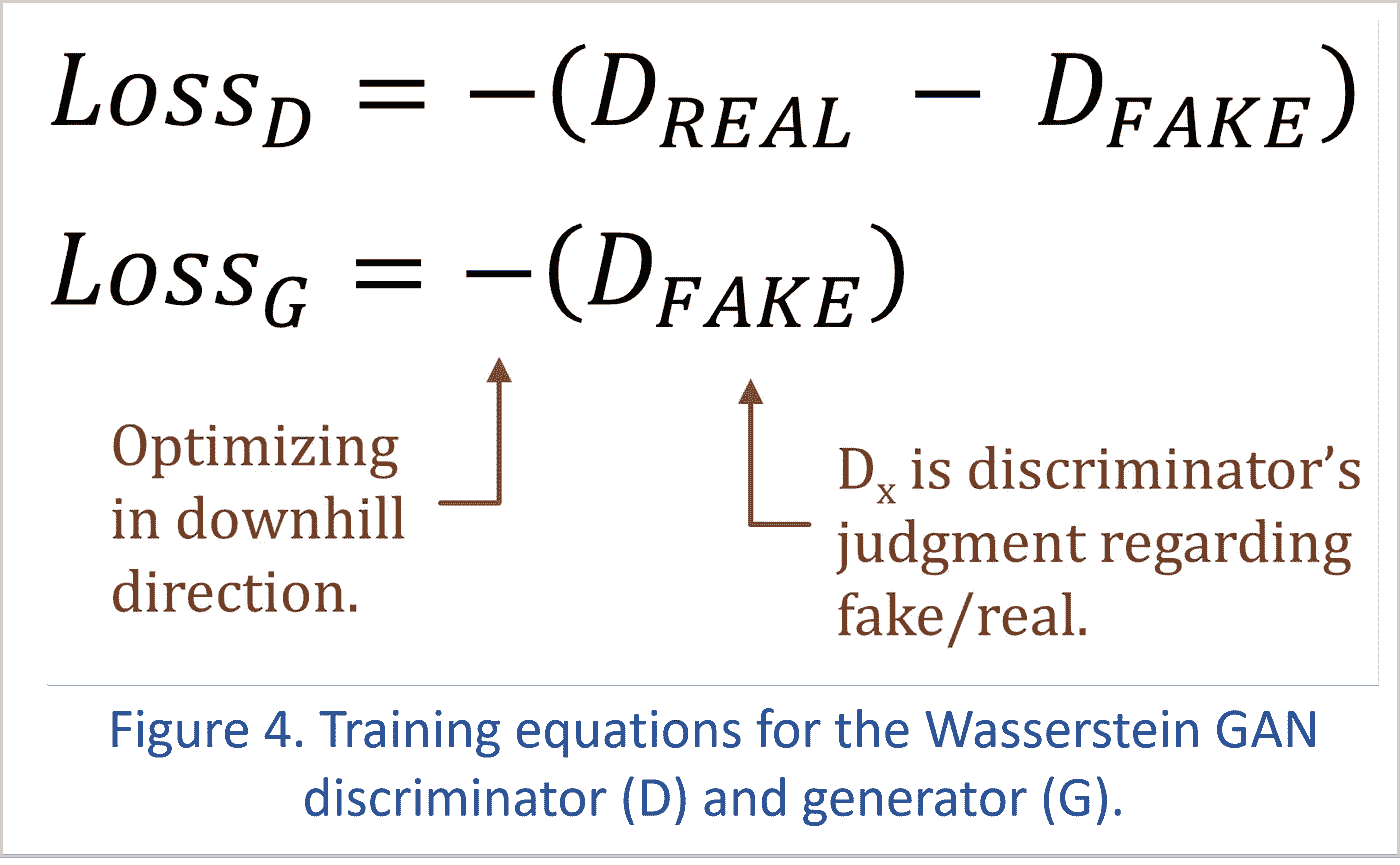 Loss_D = −(D_REAL − D_FAKE)
Loss_G = −(D_FAKE)
Optimizing
in downhill
direction.
D_x is discriminator’s
judgment regarding
fake/real.
Figure 4. Training equations for the Wasserstein GAN
discriminator (D) and generator (G).